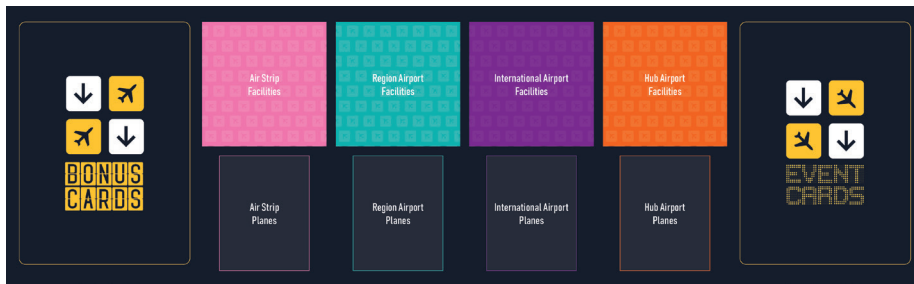 BONUS
CARDS
Air Strip
Facilities
Region Airport
Facilities
International Airport
Facilities
Hub Airport
Facilities
Air Strip
Planes
Region Airport
Planes
International Airport
Planes
Hub Airport
Planes
EVENT
CARDS